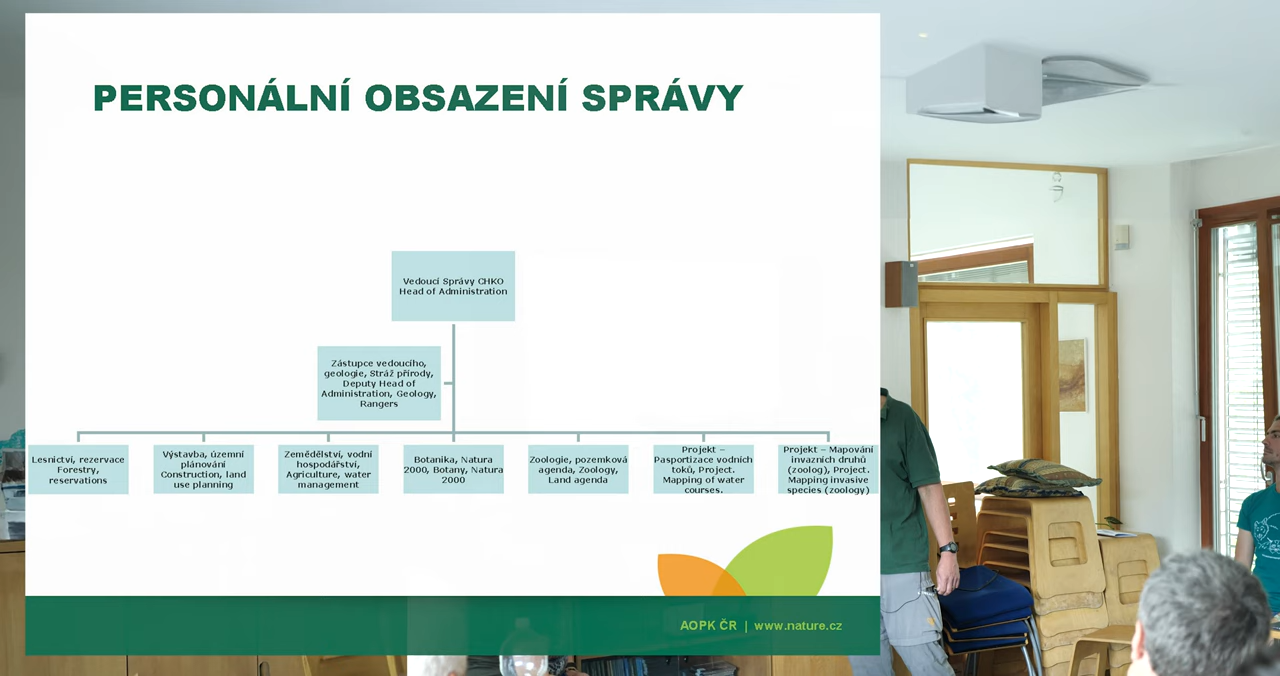 PERSONÁLNÍ OBSAZENÍ SPRÁVY
Vedoucí Správy CHKO
Head of Administration
Zástupce vedoucího,
geologie, Stráž přírody,
Deputy Head of
Administration, Geology,
Rangers
Lesnictví, rezervace
Forestry,
reservations
Výstavba, územní
plánování
Construction, land
use planning
Zemědělství, vodní
hospodářství,
Agriculture, water
management
Botanika, Natura
2000, Botany, Natura
2000
Zoologie, pozemková
agenda, Zoology,
Land agenda
Projekt –
Pasportizace vodních
toků, Project.
Mapping of water
courses.
Projekt – Mapování
invazních druhů
(zoolog), Project.
Mapping invasive
species (zoology)
AOPK ČR | www.nature.cz